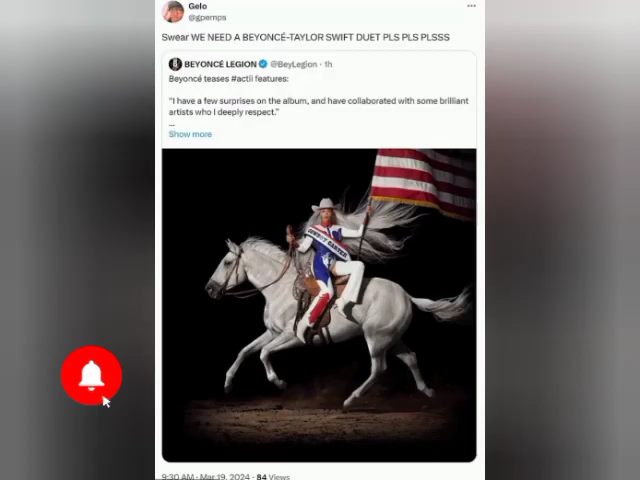 Gelo
@gpemps
Swear WE NEED A BEYONCÉ-TAYLOR SWIFT DUET PLS PLS PLSSS
BEYONCÉ LEGION @BeyLegion · 1h
Beyoncé teases #actii features:
"I have a few surprises on the album, and have collaborated with some brilliant
artists who I deeply respect."
...
Show more
COWBOY CARTER
9:30 AM · Mar 19, 2024 · 84 Views